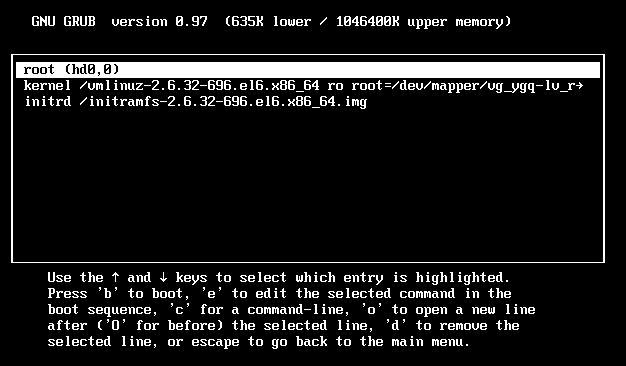 GNU GRUB  version 0.97  (635K lower / 1046400K upper memory)
root (hd0,0)
kernel /vmlinuz-2.6.32-696.el6.x86_64 ro root=/dev/mapper/vg_ygq-lv_r→
initrd /initramfs-2.6.32-696.el6.x86_64.img
Use the ↑ and ↓ keys to select which entry is highlighted.
Press 'b' to boot, 'e' to edit the selected command in the
boot sequence, 'c' for a command-line, 'o' to open a new line
after ('O' for before) the selected line, 'd' to remove the
selected line, or escape to go back to the main menu.